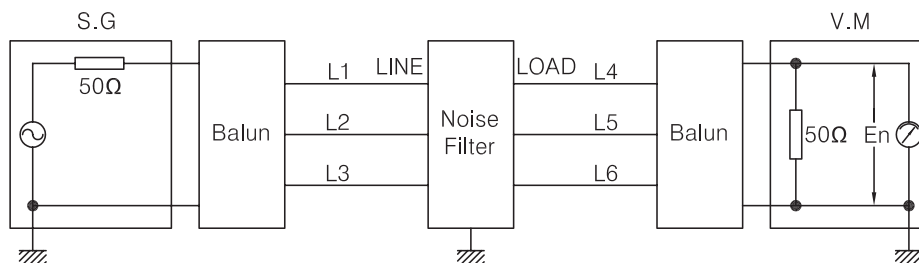 S.G
V.M
50Ω
Balun
L1
LINE
L2
L3
Noise
Filter
LOAD
L4
L5
L6
Balun
50Ω
En